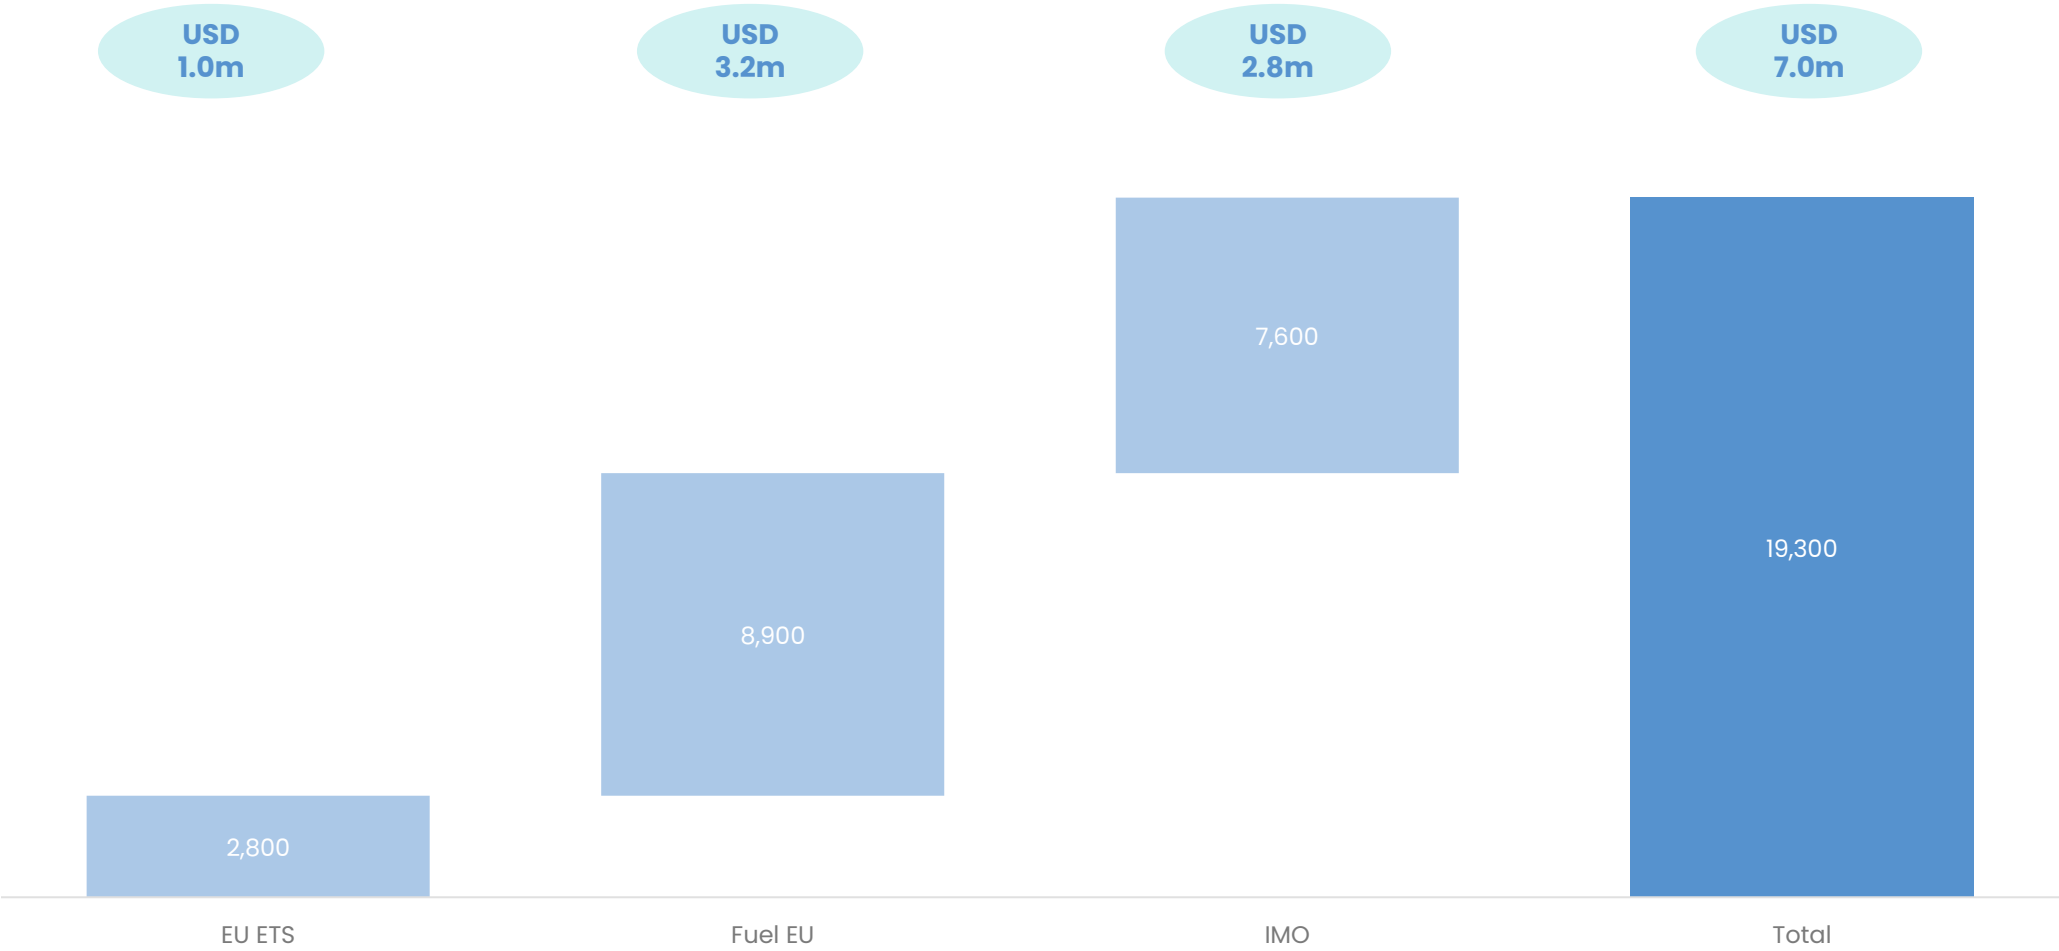 USD
1.0m
USD
3.2m
USD
2.8m
USD
7.0m
7,600
19,300
8,900
2,800
EU ETS
Fuel EU
IMO
Total